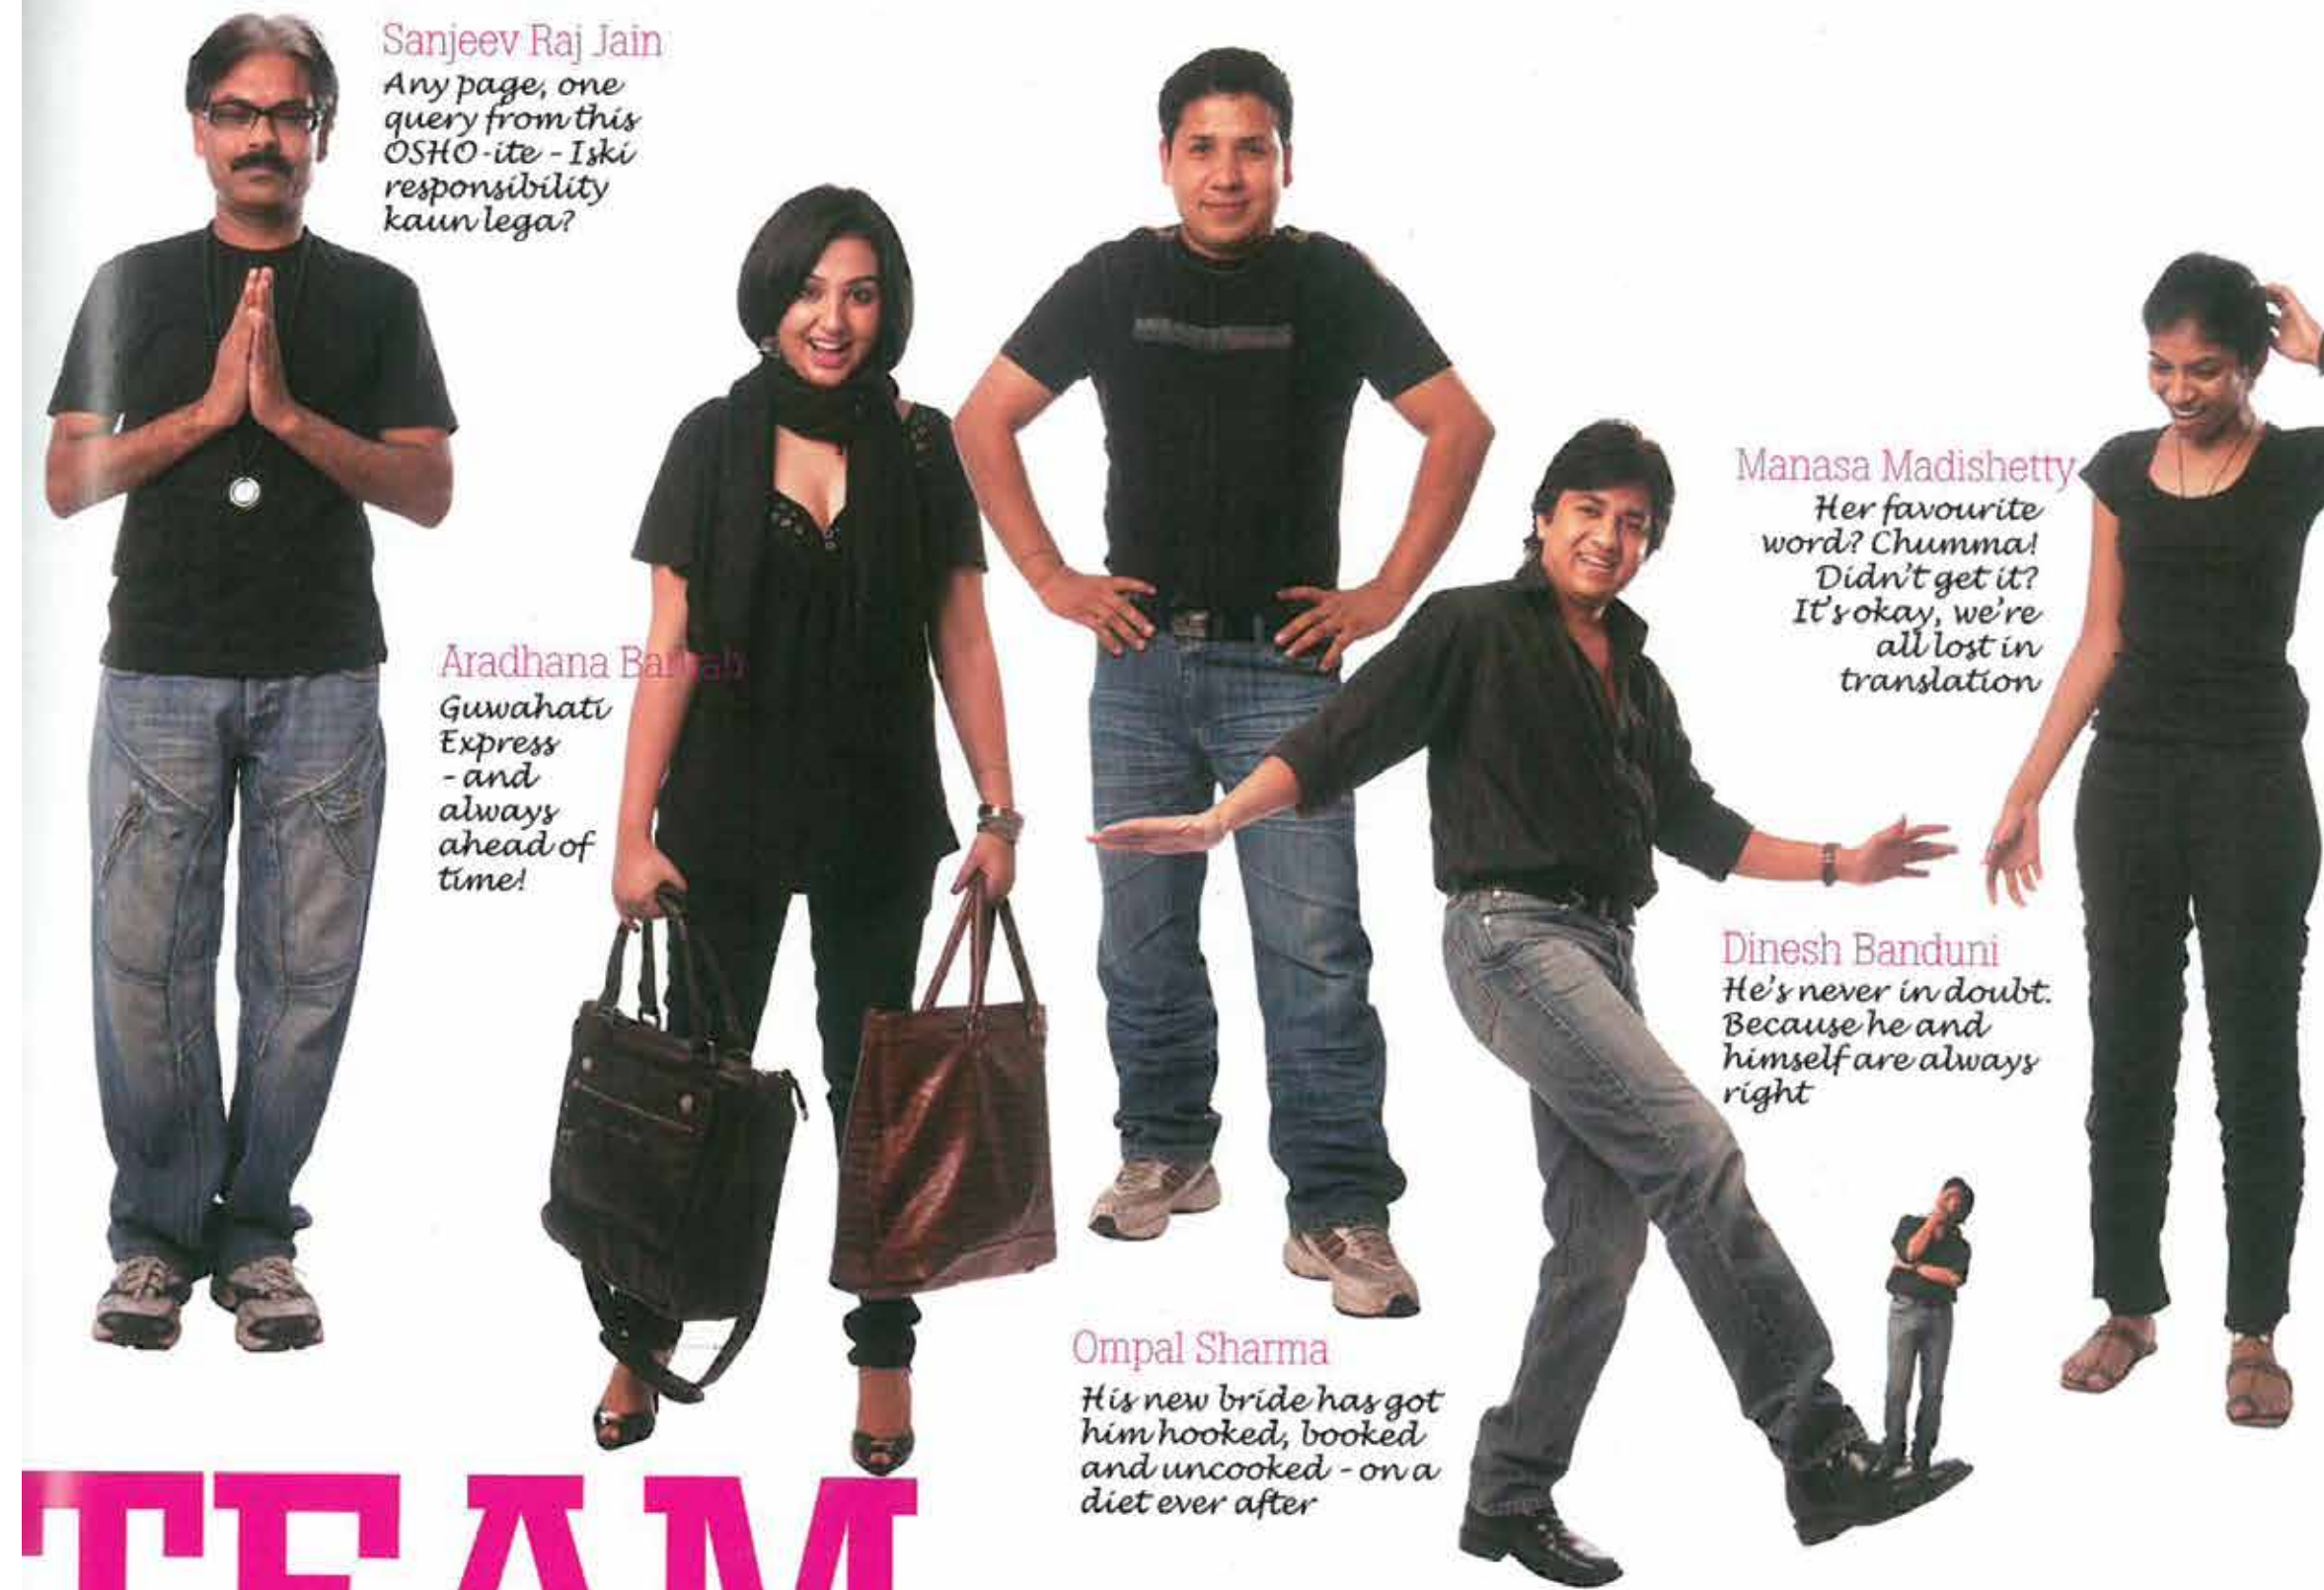 Sanjeev Raj Jain
Any page, one
query from this
OSHO-ite - Iski
responsibility
kaun lega?
Aradhana
Guwahati
Express
- and
always
ahead of
time!
Manasa Madishetty
Her favourite
word? Chumma!
Didn't get it?
It's okay, we're
all lost in
translation
Dinesh Banduni
He's never in doubt.
Because he and
himself are always
right
Ompal Sharma
His new bride has got
him hooked, booked
and uncooked - on a
diet ever after
TEAM